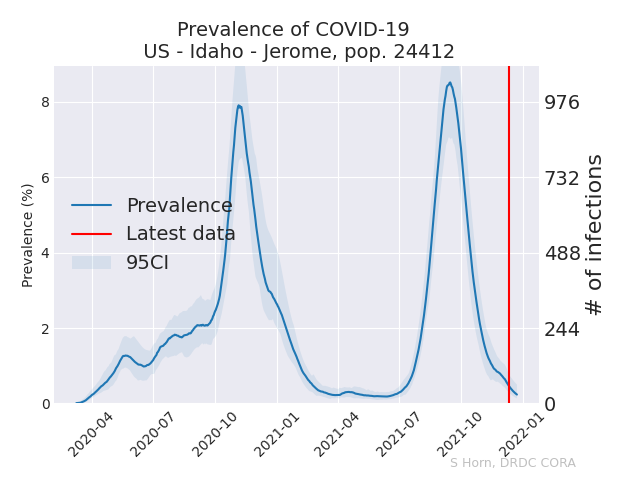 Prevalence of COVID-19
US - Idaho - Jerome, pop. 24412
Prevalence (%)
8
6
4
2
0
976
732
488
244
0
# of infections
Prevalence
Latest data
95CI
2020-04
2020-07
2020-10
2021-01
2021-04
2021-07
2021-10
2022-01
S Horn, DRDC CORA